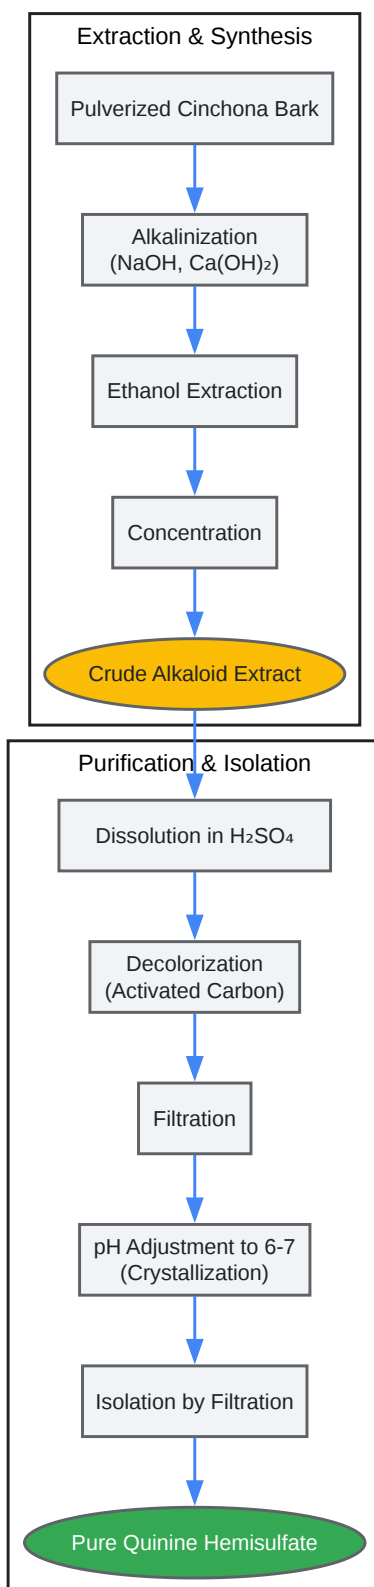 Extraction & Synthesis
Pulverized Cinchona Bark
Alkalinization
(NaOH, Ca(OH)₂)
Ethanol Extraction
Concentration
Crude Alkaloid Extract
Purification & Isolation
Dissolution in H₂SO₄
Decolorization
(Activated Carbon)
Filtration
pH Adjustment to 6-7
(Crystallization)
Isolation by Filtration
Pure Quinine Hemisulfate